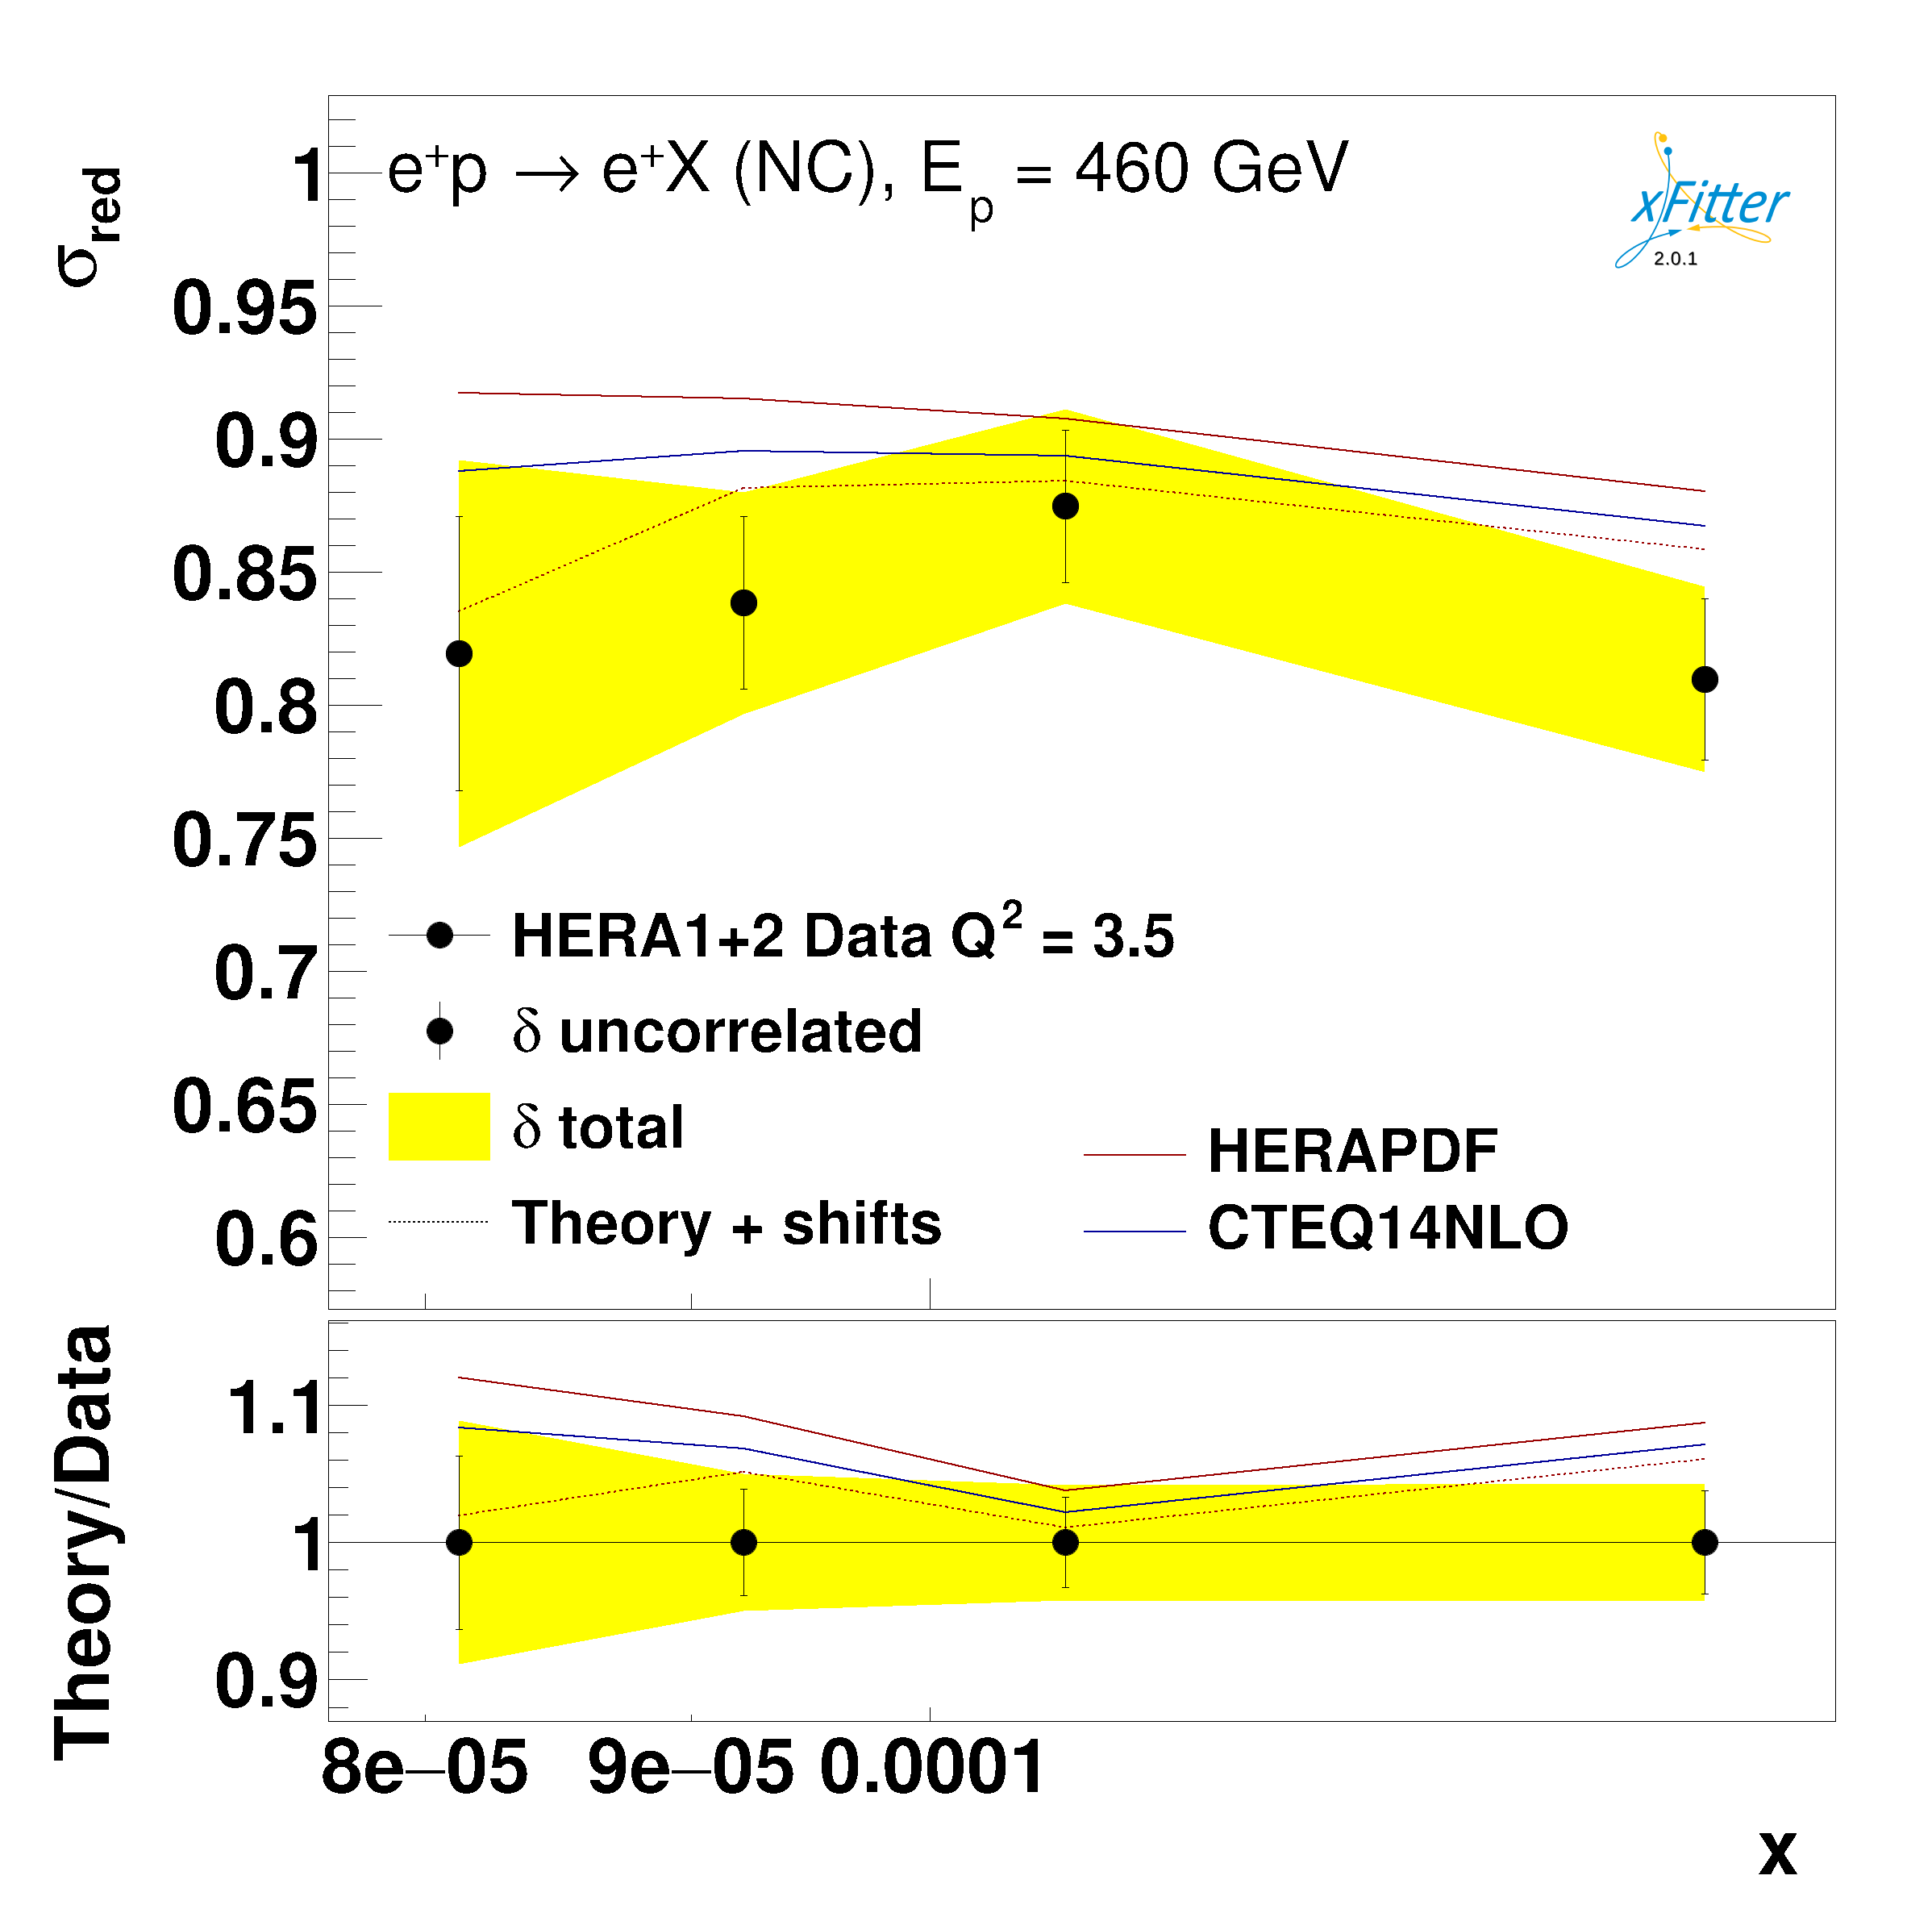 σred
e+p → e+X (NC), Ep = 460 GeV
xFitter
2.0.1
1
0.95
0.9
0.85
0.8
0.75
0.7
0.65
0.6
HERA1+2 Data Q2 = 3.5
δ uncorrelated
δ total
Theory + shifts
HERAPDF
CTEQ14NLO
Theory/Data
1.1
1
0.9
8e−05 9e−05 0.0001
x